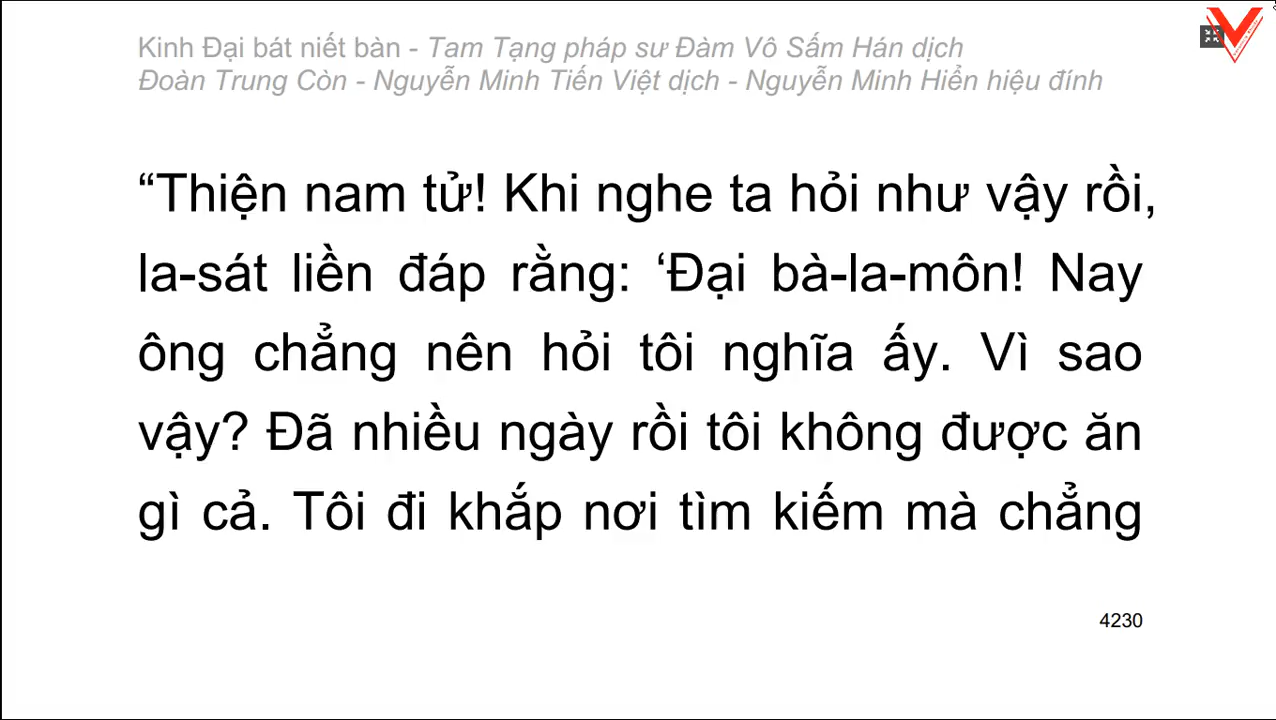 Kinh Đại bát niết bàn - Tam Tạng pháp sư Đàm Vô Sấm Hán dịch
Đoàn Trung Còn - Nguyễn Minh Tiến Việt dịch - Nguyễn Minh Hiển hiệu đính
“Thiện nam tử! Khi nghe ta hỏi như vậy rồi,
la-sát liền đáp rằng: ‘Đại bà-la-môn! Nay
ông chẳng nên hỏi tôi nghĩa ấy. Vì sao
vậy? Đã nhiều ngày rồi tôi không được ăn
gì cả. Tôi đi khắp nơi tìm kiếm mà chẳng
4230